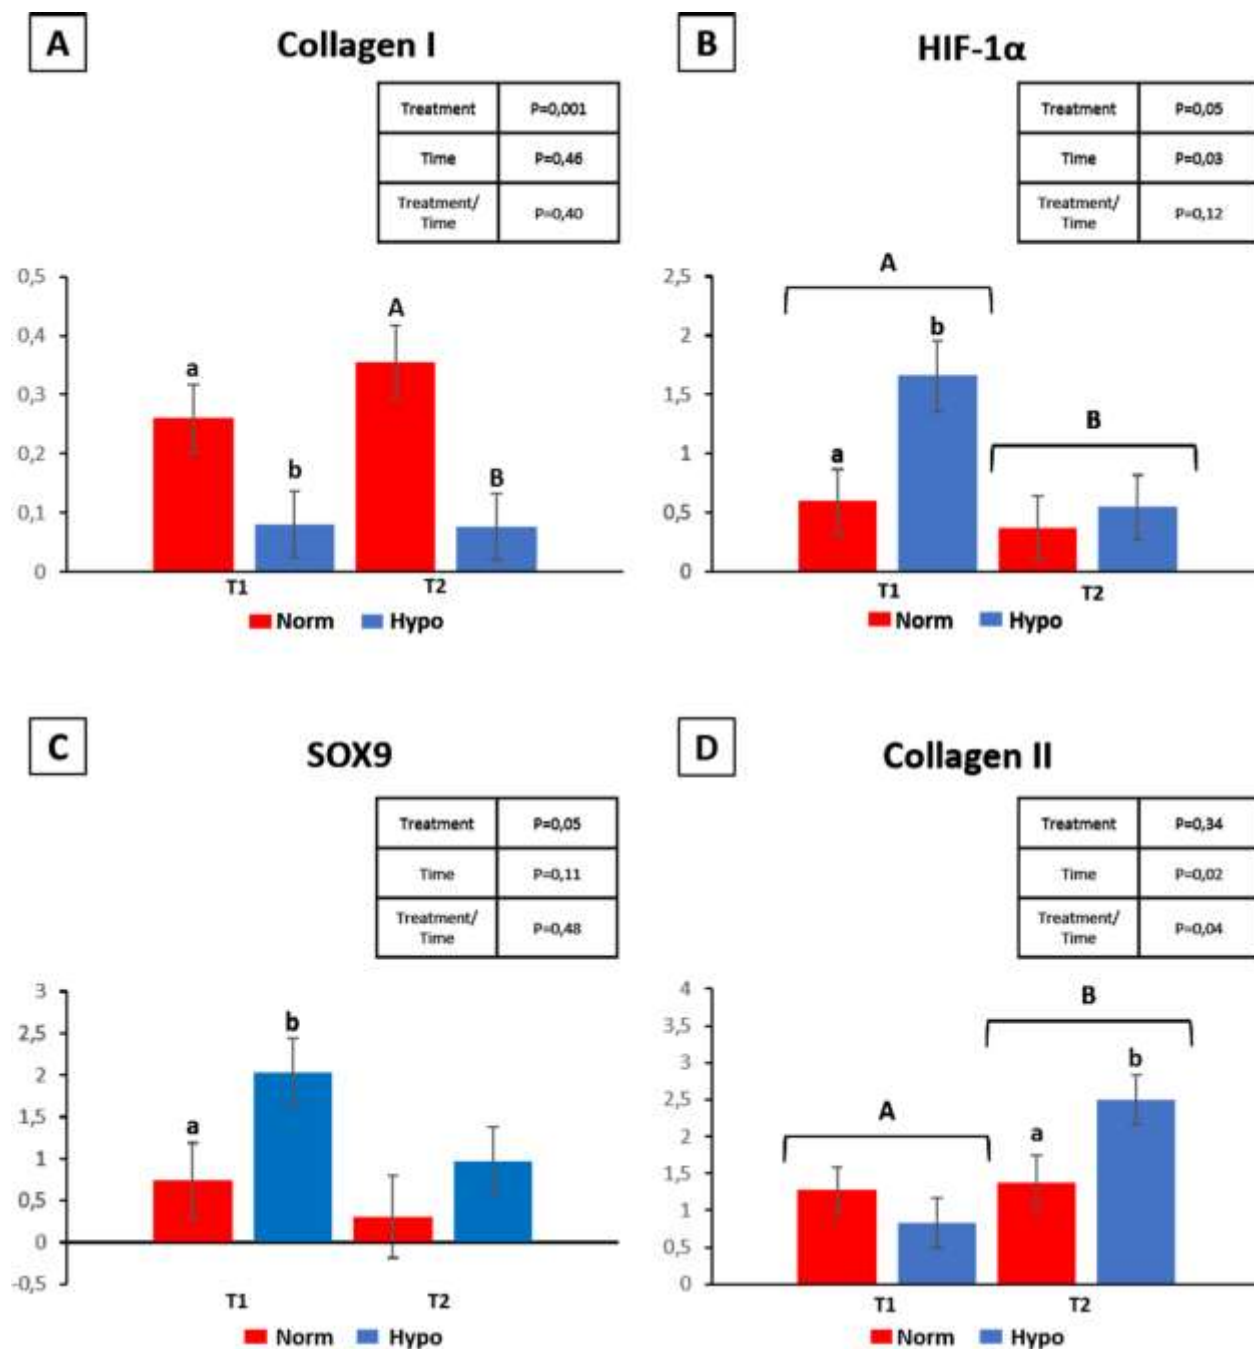 A
Collagen I
Treatment P=0,001
Time P=0,46
Treatment/
Time
P=0,40
0,5
0,4
0,3
0,2
0,1
0
a
b
A
B
T1 T2
Norm Hypo
B
HIF-1α
Treatment P=0,05
Time P=0,03
Treatment/
Time
P=0,12
2,5
2
1,5
1
0,5
0
A
a
b
B
T1 T2
Norm Hypo
C
SOX9
Treatment P=0,05
Time P=0,11
Treatment/
Time
P=0,48
3
2,5
2
1,5
1
0,5
0
-0,5
a
b
T1 T2
Norm Hypo
D
Collagen II
Treatment P=0,34
Time P=0,02
Treatment/
Time
P=0,04
4
3,5
3
2,5
2
1,5
1
0,5
0
A
B
a
b
T1 T2
Norm Hypo